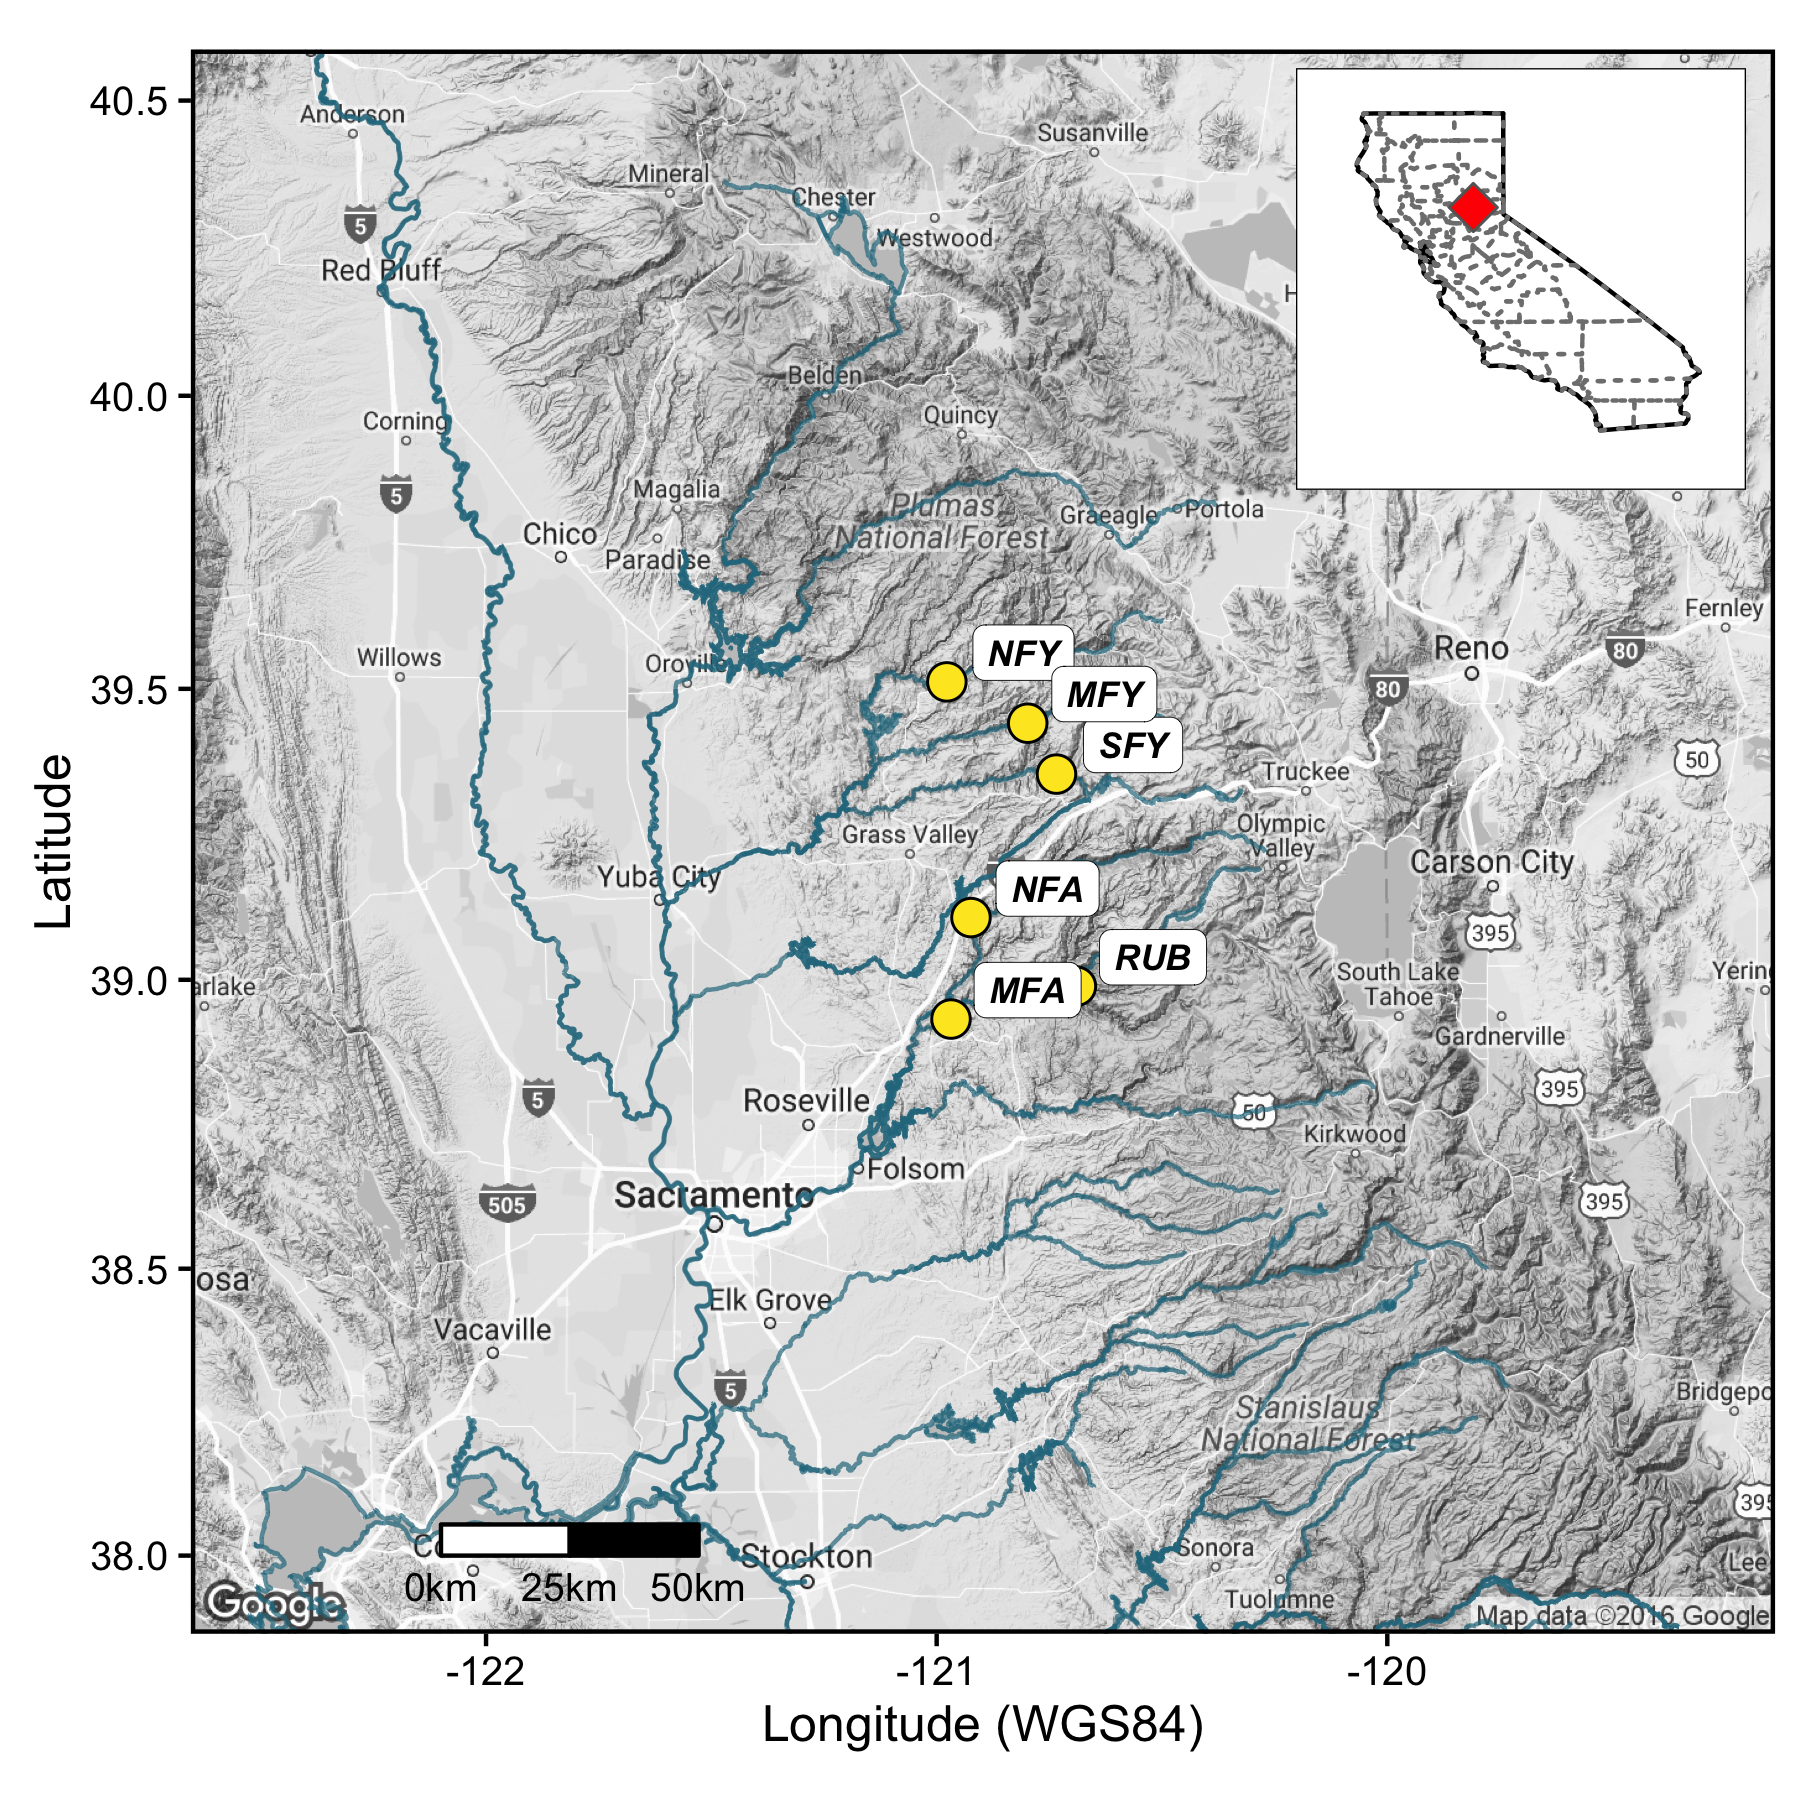 40.5
40.0
39.5
39.0
38.5
38.0
Latitude
-122
-121
-120
Longitude (WGS84)
Anderson
Susanville
Mineral
Chester
Westwood
5
Red Bluff
H
Belden
Corning
Quincy
5
Magalia
Plumas
National Forest
Graeagle
Portola
Chico
Paradise
Fernley
NFY
Reno
80
Willows
Oroville
MFY
80
SFY
50
Truckee
Grass Valley
Olympic
Valley
Yuba City
Carson City
NFA
395
RUB
MFA
South Lake
Tahoe
Yering
arlake
Gardnerville
5
395
Roseville
50
Kirkwood
Folsom
505
Sacramento
395
osa
Elk Grove
Vacaville
5
Bridgepo
Stanislaus
National Forest
395
Co
Stockton
Sonora
Lee
0km 25km 50km
Tuolumne
Google
Map data ©2016 Google